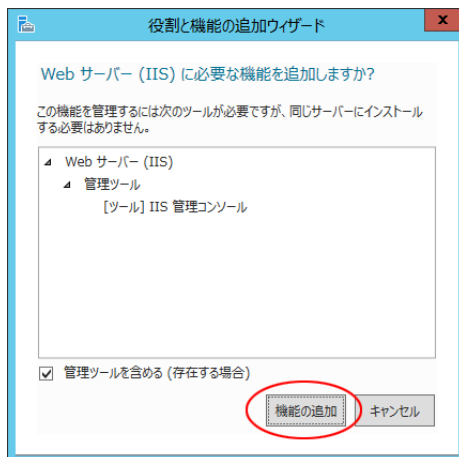 役割と機能の追加ウィザード
x
Web サーバー (IIS) に必要な機能を追加しますか?
この機能を管理するには次のツールが必要ですが、同じサーバーにインストール
する必要はありません。
Web サーバー (IIS)
管理ツール
[ツール] IIS 管理コンソール
管理ツールを含める (存在する場合)
機能の追加
キャンセル